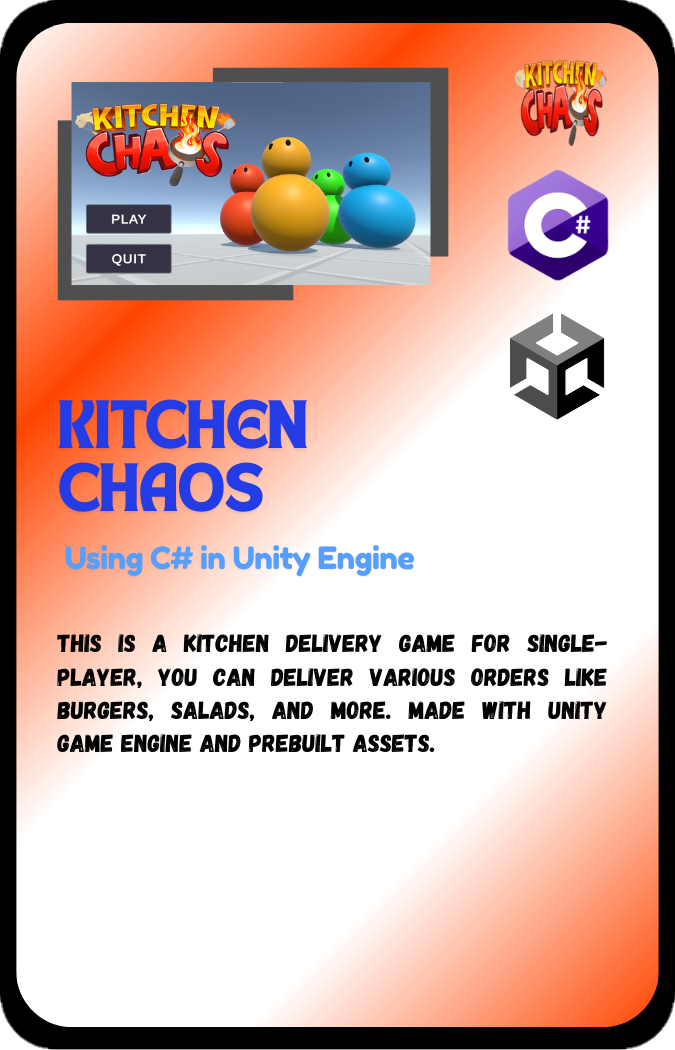 KITCHEN
CHAOS
PLAY
QUIT
KITCHEN
CHAOS
C#
KITCHEN
CHAOS
Using C# in Unity Engine
THIS IS A KITCHEN DELIVERY GAME FOR SINGLE-
PLAYER, YOU CAN DELIVER VARIOUS ORDERS LIKE
BURGERS, SALADS, AND MORE. MADE WITH UNITY
GAME ENGINE AND PREBUILT ASSETS.